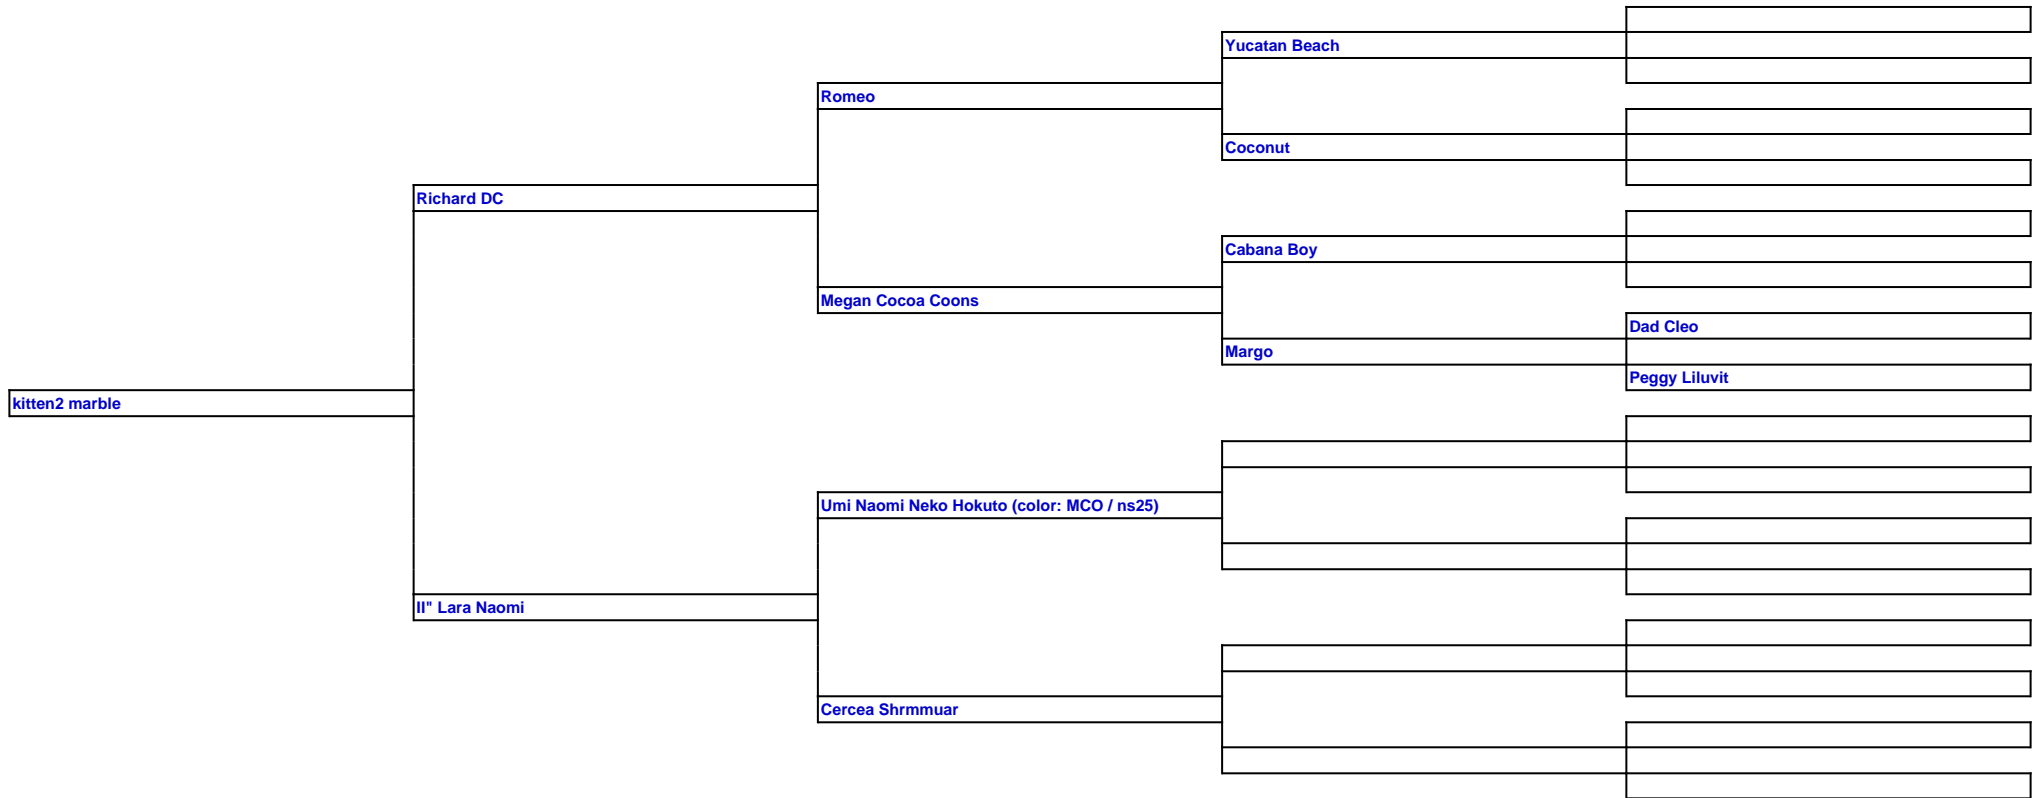 Yucatan Beach
Romeo
Coconut
Richard DC
Cabana Boy
Megan Cocoa Coons
Dad Cleo
Margo
Peggy Liluvit
kitten2 marble
Umi Naomi Neko Hokuto (color: MCO / ns25)
II" Lara Naomi
Cercea Shrmmuar